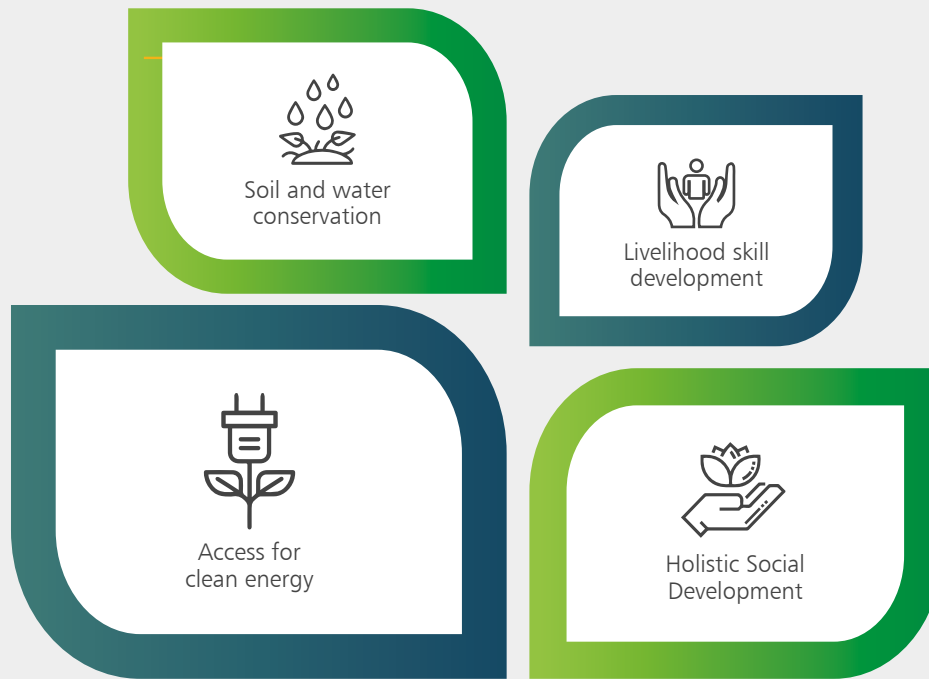 Soil and water
conservation
Livelihood skill
development
Access for
clean energy
Holistic Social
Development